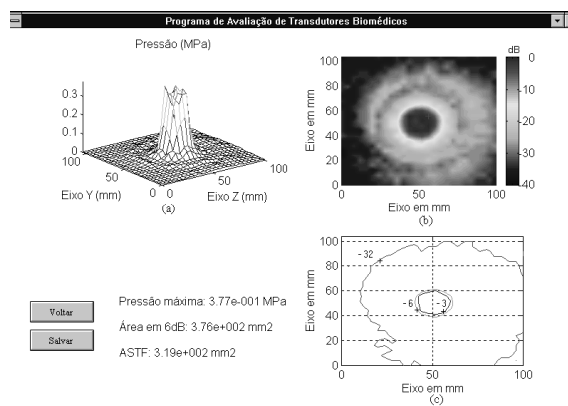 Programa de Avaliação de Transdutores Biomédicos
Pressão (MPa)
0.3
0.2
0.1
0
100
50
0
Eixo Y (mm)
0
50
100
Eixo Z (mm)
(a)
dB
0
-10
-20
-30
-40
100
80
60
40
20
0
Eixo em mm
0
50
100
Eixo em mm
(b)
100
80
60
40
20
0
Eixo em mm
-32
-6
-3
0
50
100
Eixo em mm
(c)
Voltar
Salvar
Pressão máxima: 3.77e-001 MPa
Área em 6dB: 3.76e+002 mm2
ASTF: 3.19e+002 mm2